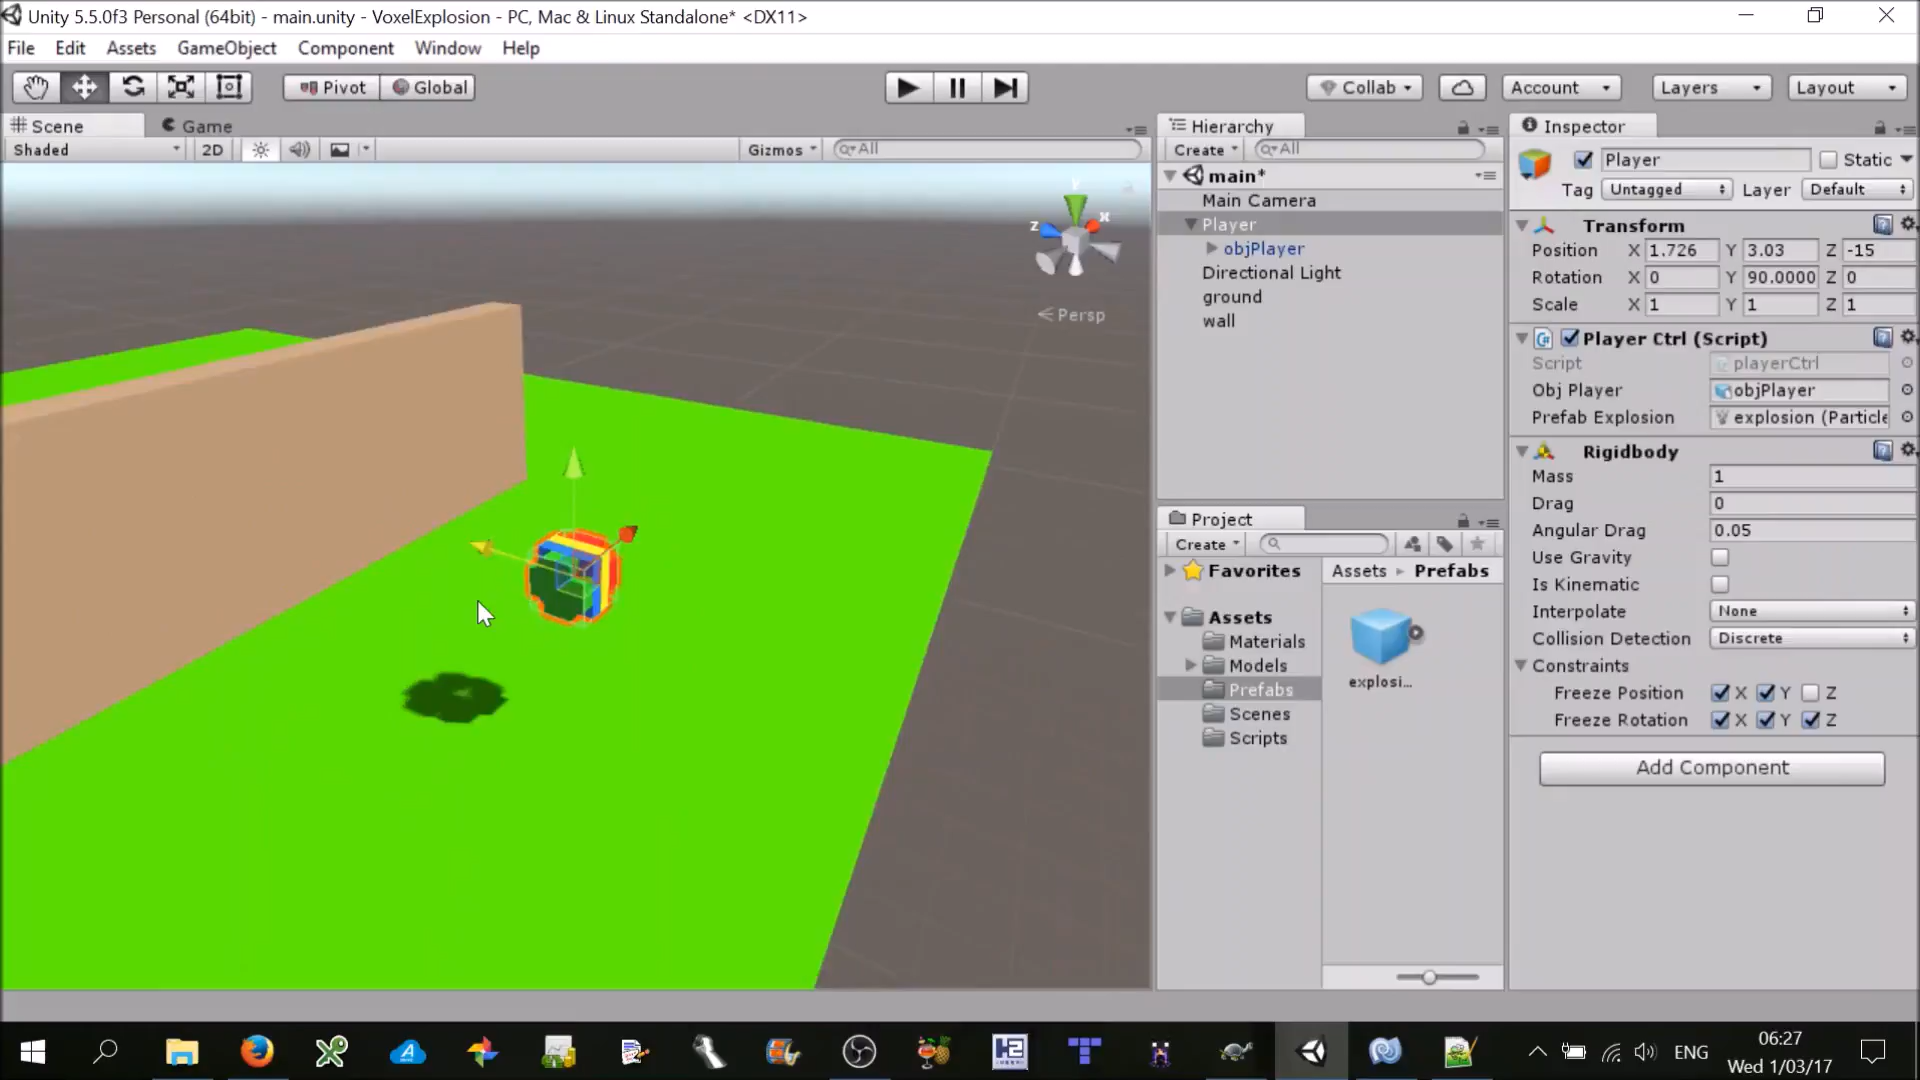 Unity 5.5.0f3 Personal (64bit) - main.unity - VoxelExplosion - PC, Mac & Linux Standalone* <DX11>
File Edit Assets GameObject Component Window Help
Pivot Global Collab Account Layers Layout
Scene Game
Shaded 2D Gizmos All
y
x
z
Persp
Hierarchy
Create All
main*
Main Camera
Player
objPlayer
Directional Light
ground
wall
Project
Create
Favorites
Assets
Materials
Models
Prefabs
Scenes
Scripts
Assets Prefabs
explosi...
Inspector
Player Static
Tag Untagged Layer Default
Transform
Position X 1.726 Y 3.03 Z -15
Rotation X 0 Y 90.0000 Z 0
Scale X 1 Y 1 Z 1
Player Ctrl (Script)
Script playerCtrl
Obj Player objPlayer
Prefab Explosion explosion (Particle
Rigidbody
Mass 1
Drag 0
Angular Drag 0.05
Use Gravity
Is Kinematic
Interpolate None
Collision Detection Discrete
Constraints
Freeze Position X Y Z
Freeze Rotation X Y Z
Add Component
ENG
06:27
Wed 1/03/17